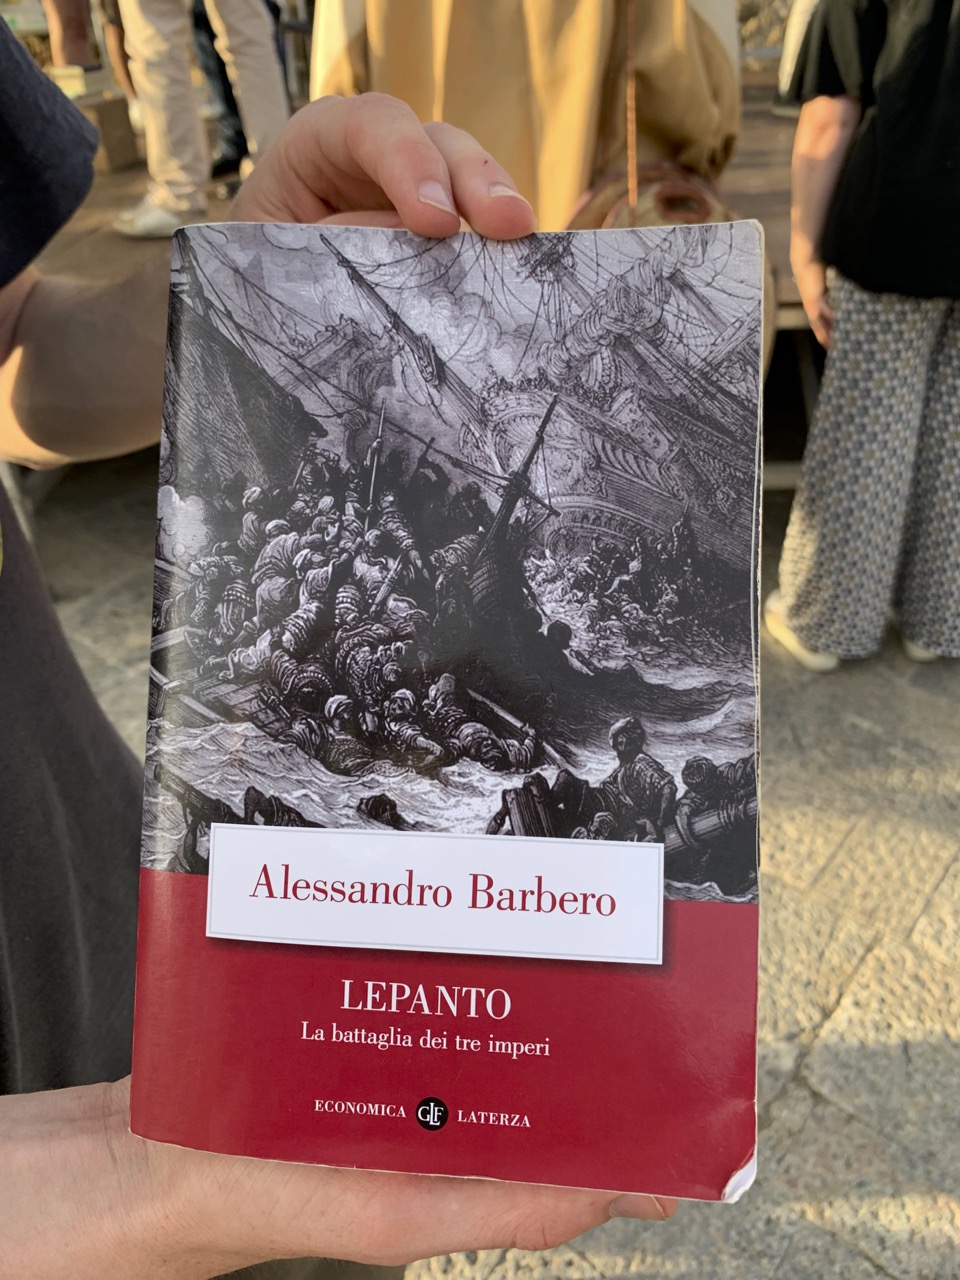 Alessandro Barbero
LEPANTO
La battaglia dei tre imperi
ECONOMICA GLF LATERZA